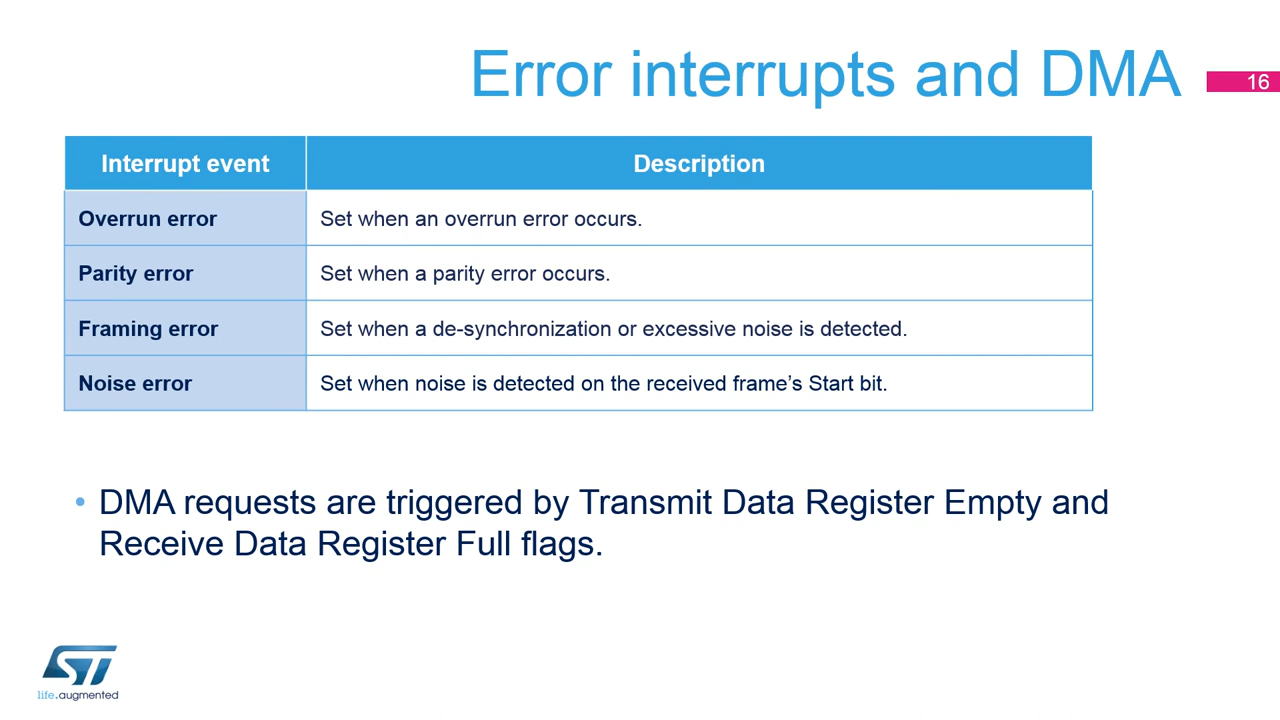 Error interrupts and DMA
16
Interrupt event Description
Overrun error Set when an overrun error occurs.
Parity error Set when a parity error occurs.
Framing error Set when a de-synchronization or excessive noise is detected.
Noise error Set when noise is detected on the received frame’s Start bit.
• DMA requests are triggered by Transmit Data Register Empty and
Receive Data Register Full flags.
ST
life.augmented